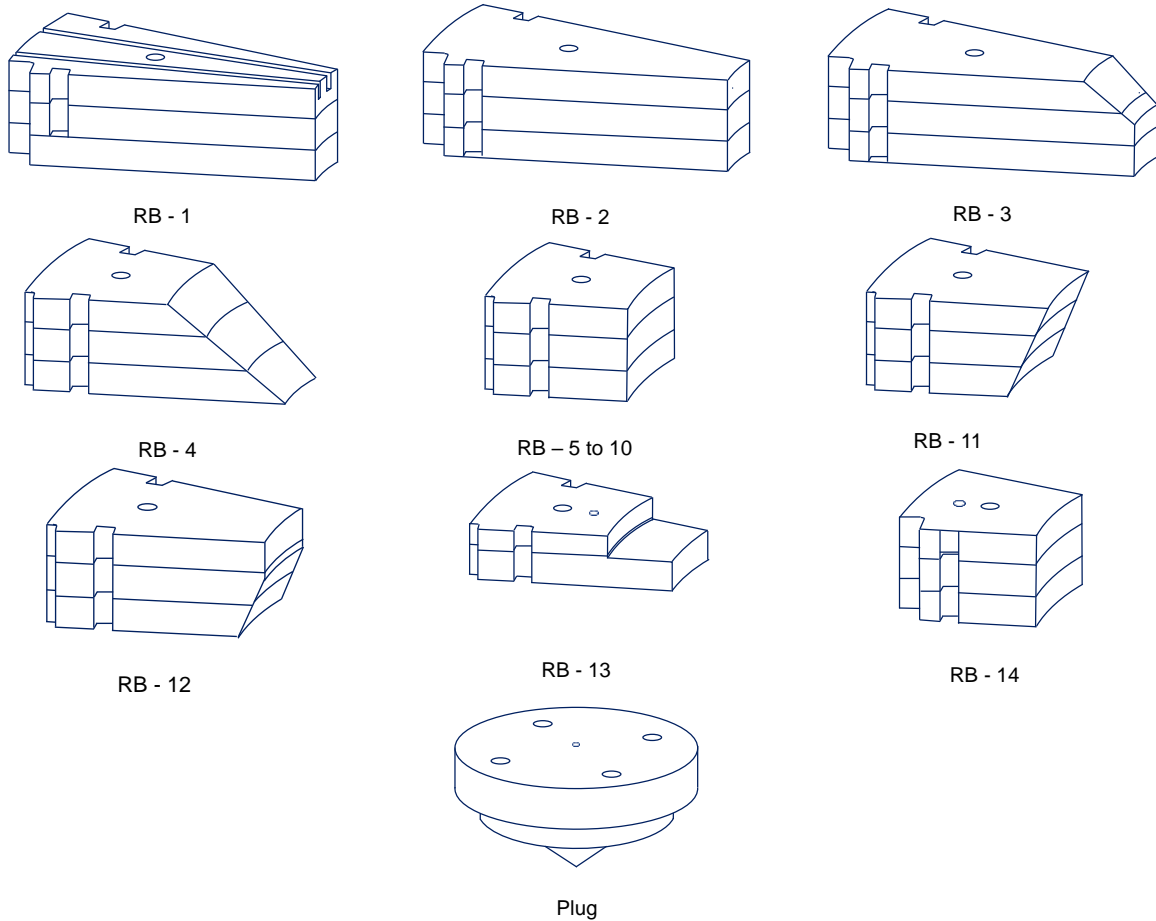 RB - 1
RB - 2
RB - 3
RB - 4
RB – 5 to 10
RB - 11
RB - 12
RB - 13
RB - 14
Plug